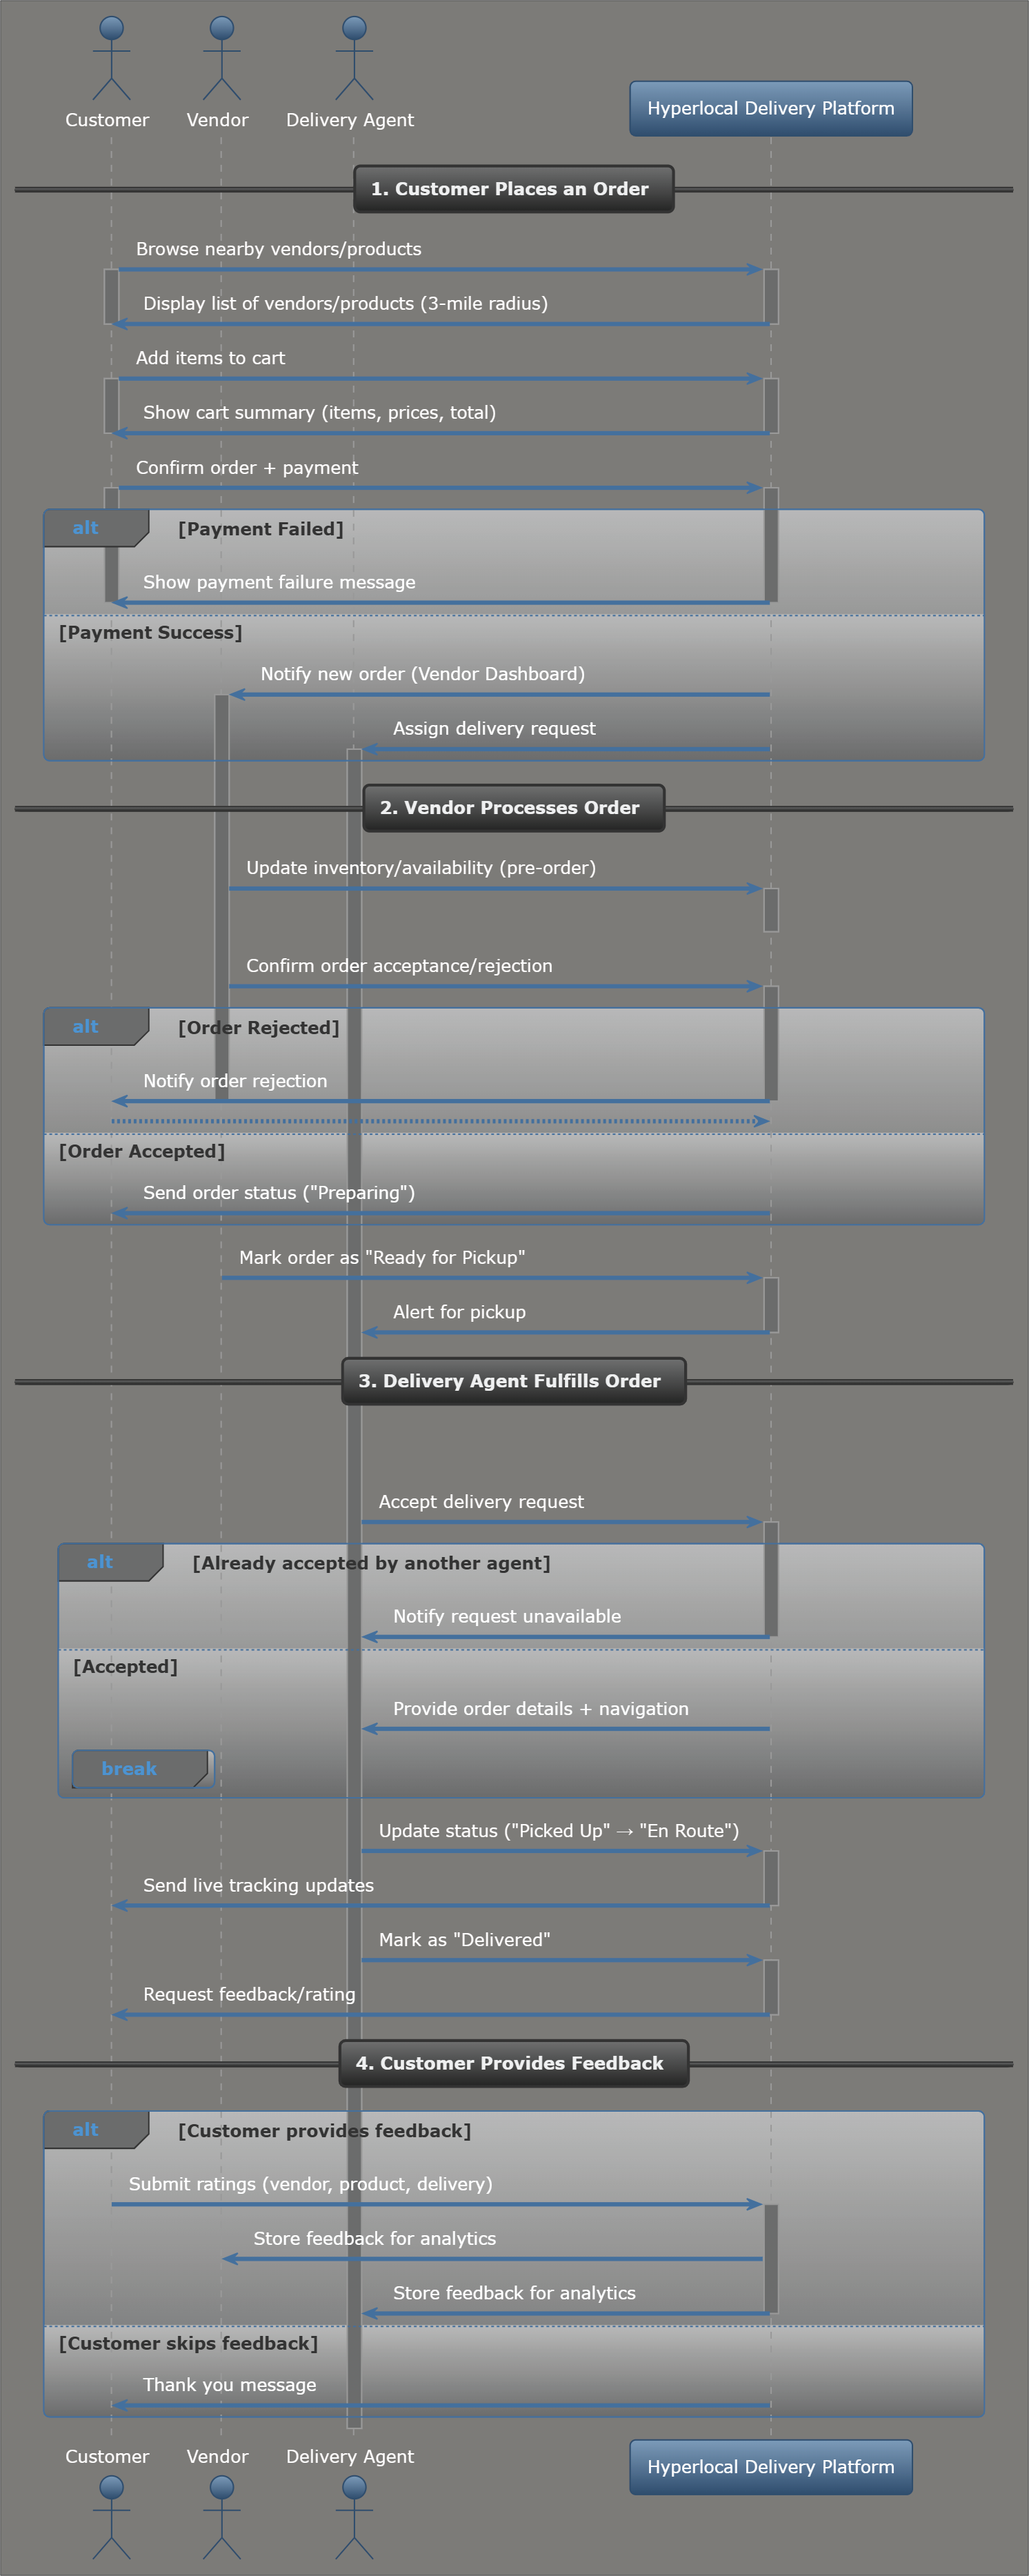 Customer
Vendor
Delivery Agent
Hyperlocal Delivery Platform
1. Customer Places an Order
Browse nearby vendors/products
Display list of vendors/products (3-mile radius)
Add items to cart
Show cart summary (items, prices, total)
Confirm order + payment
alt
[Payment Failed]
Show payment failure message
[Payment Success]
Notify new order (Vendor Dashboard)
Assign delivery request
2. Vendor Processes Order
Update inventory/availability (pre-order)
Confirm order acceptance/rejection
alt
[Order Rejected]
Notify order rejection
[Order Accepted]
Send order status ("Preparing")
Mark order as "Ready for Pickup"
Alert for pickup
3. Delivery Agent Fulfills Order
Accept delivery request
alt
[Already accepted by another agent]
Notify request unavailable
[Accepted]
Provide order details + navigation
break
Update status ("Picked Up" → "En Route")
Send live tracking updates
Mark as "Delivered"
Request feedback/rating
4. Customer Provides Feedback
alt
[Customer provides feedback]
Submit ratings (vendor, product, delivery)
Store feedback for analytics
Store feedback for analytics
[Customer skips feedback]
Thank you message
Customer
Vendor
Delivery Agent
Hyperlocal Delivery Platform